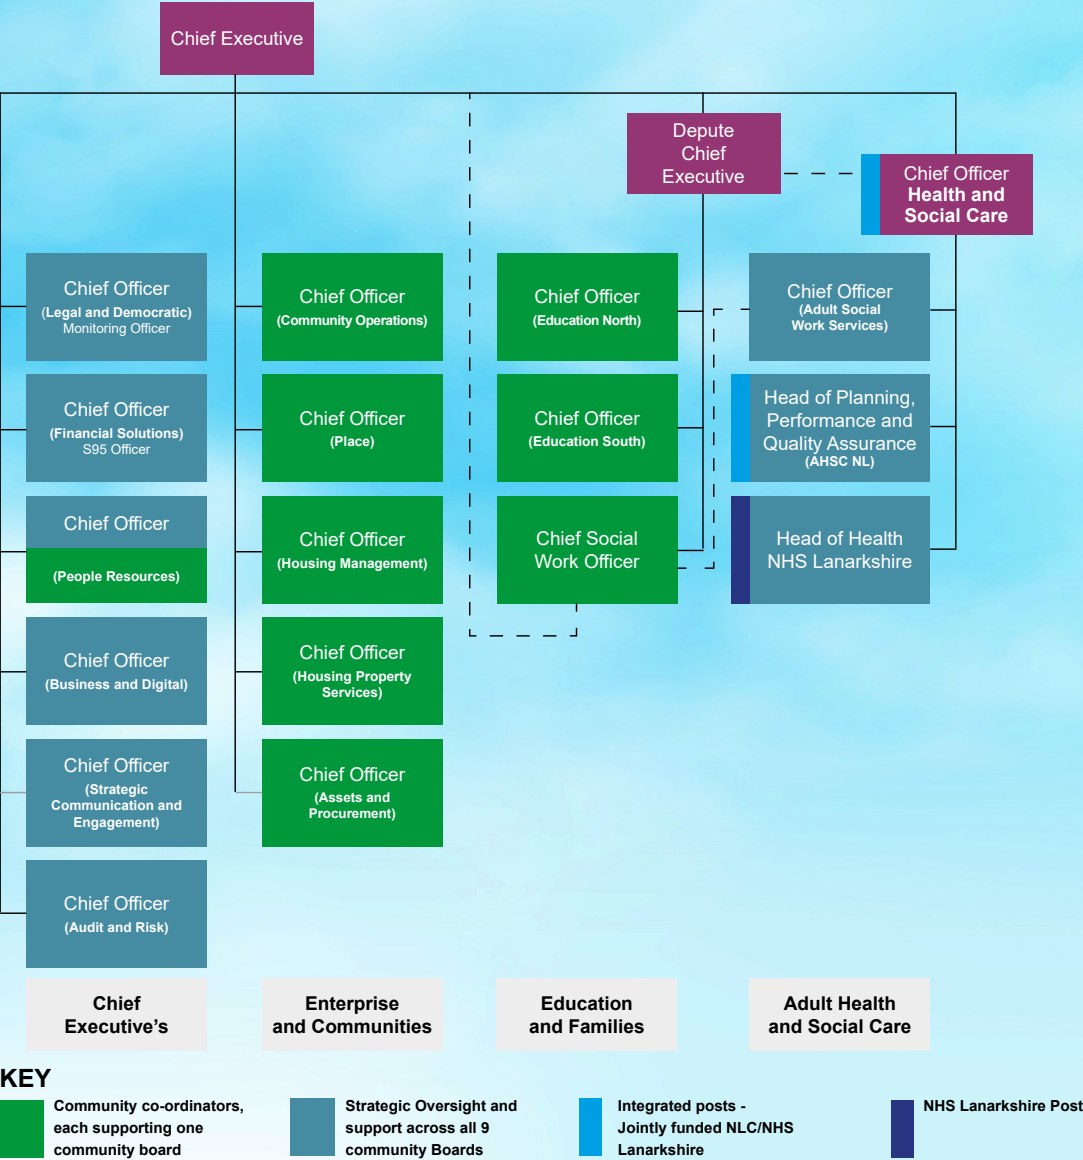 Chief Executive
Depute
Chief
Executive
Chief Officer
Health and
Social Care
Chief Officer
(Legal and Democratic)
Monitoring Officer
Chief Officer
(Financial Solutions)
S95 Officer
Chief Officer
(People Resources)
Chief Officer
(Business and Digital)
Chief Officer
(Strategic
Communication and
Engagement)
Chief Officer
(Audit and Risk)
Chief Officer
(Community Operations)
Chief Officer
(Place)
Chief Officer
(Housing Management)
Chief Officer
(Housing Property
Services)
Chief Officer
(Assets and
Procurement)
Chief Officer
(Education North)
Chief Officer
(Education South)
Chief Social
Work Officer
Chief Officer
(Adult Social
Work Services)
Head of Planning,
Performance and
Quality Assurance
(AHSC NL)
Head of Health
NHS Lanarkshire
Chief
Executive’s
Enterprise
and Communities
Education
and Families
Adult Health
and Social Care
KEY
Community co-ordinators,
each supporting one
community board
Strategic Oversight and
support across all 9
community Boards
Integrated posts -
Jointly funded NLC/NHS
Lanarkshire
NHS Lanarkshire Post